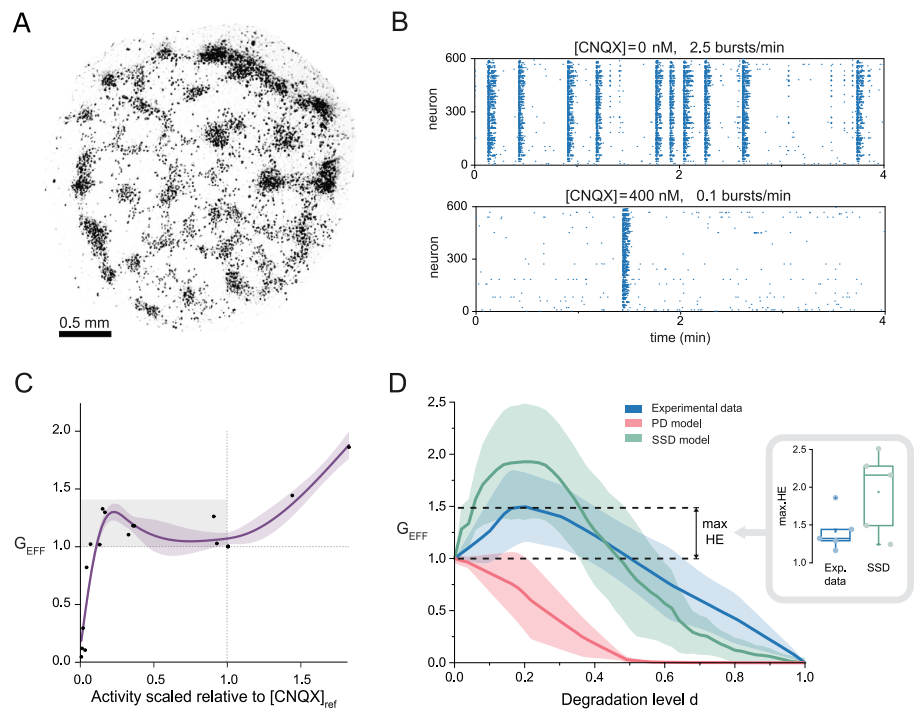 A
0.5 mm
B
[CNQX]=0 nM, 2.5 bursts/min
600
300
0
neuron
0
2
4
[CNQX]=400 nM, 0.1 bursts/min
600
300
0
neuron
0
2
4
time (min)
C
2.0
1.5
G_EFF
1.0
0.5
0.0
0.0
0.5
1.0
1.5
Activity scaled relative to [CNQX]ref
D
2.5
2.0
1.5
G_EFF
1.0
0.5
0.0
0.0
0.2
0.4
0.6
0.8
1.0
Degradation level d
Experimental data
PD model
SSD model
max
HE
max.HE
2.5
2.0
1.5
1.0
Exp.
data
SSD